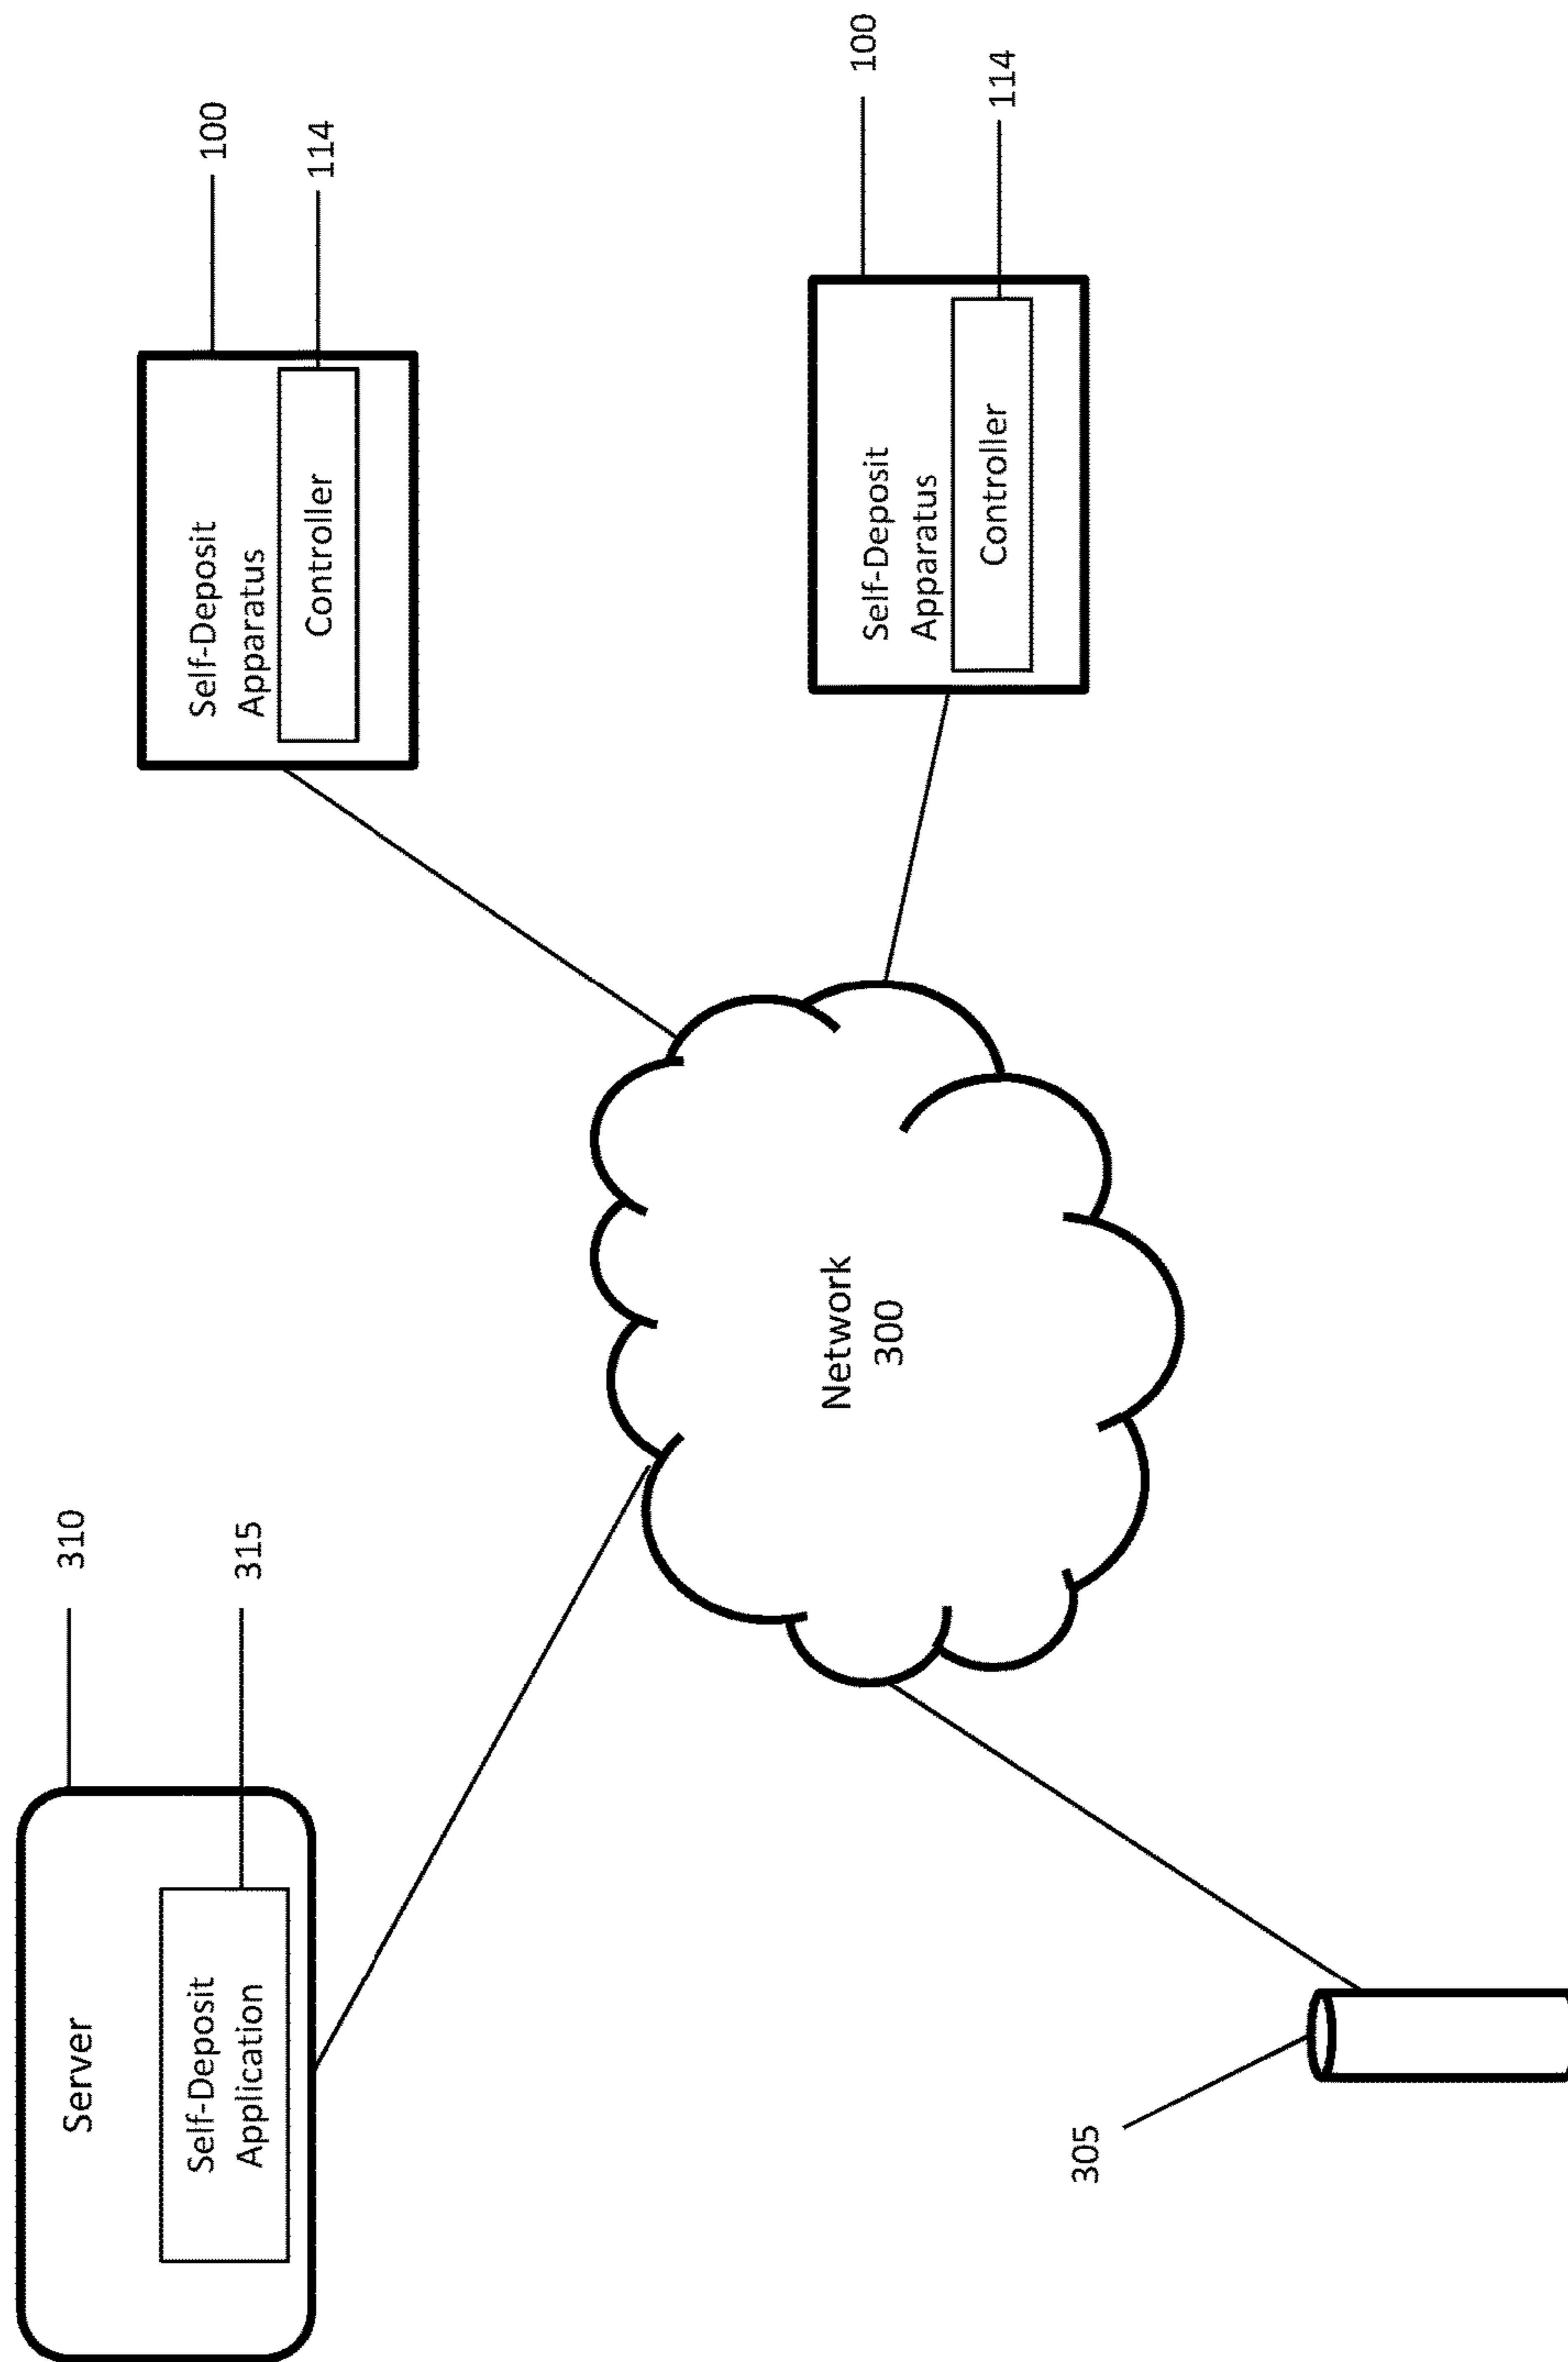 310
Server
315
Self-Deposit
Application
100
Self-Deposit
Apparatus
114
Controller
Network
300
100
Self-Deposit
Apparatus
114
Controller
305